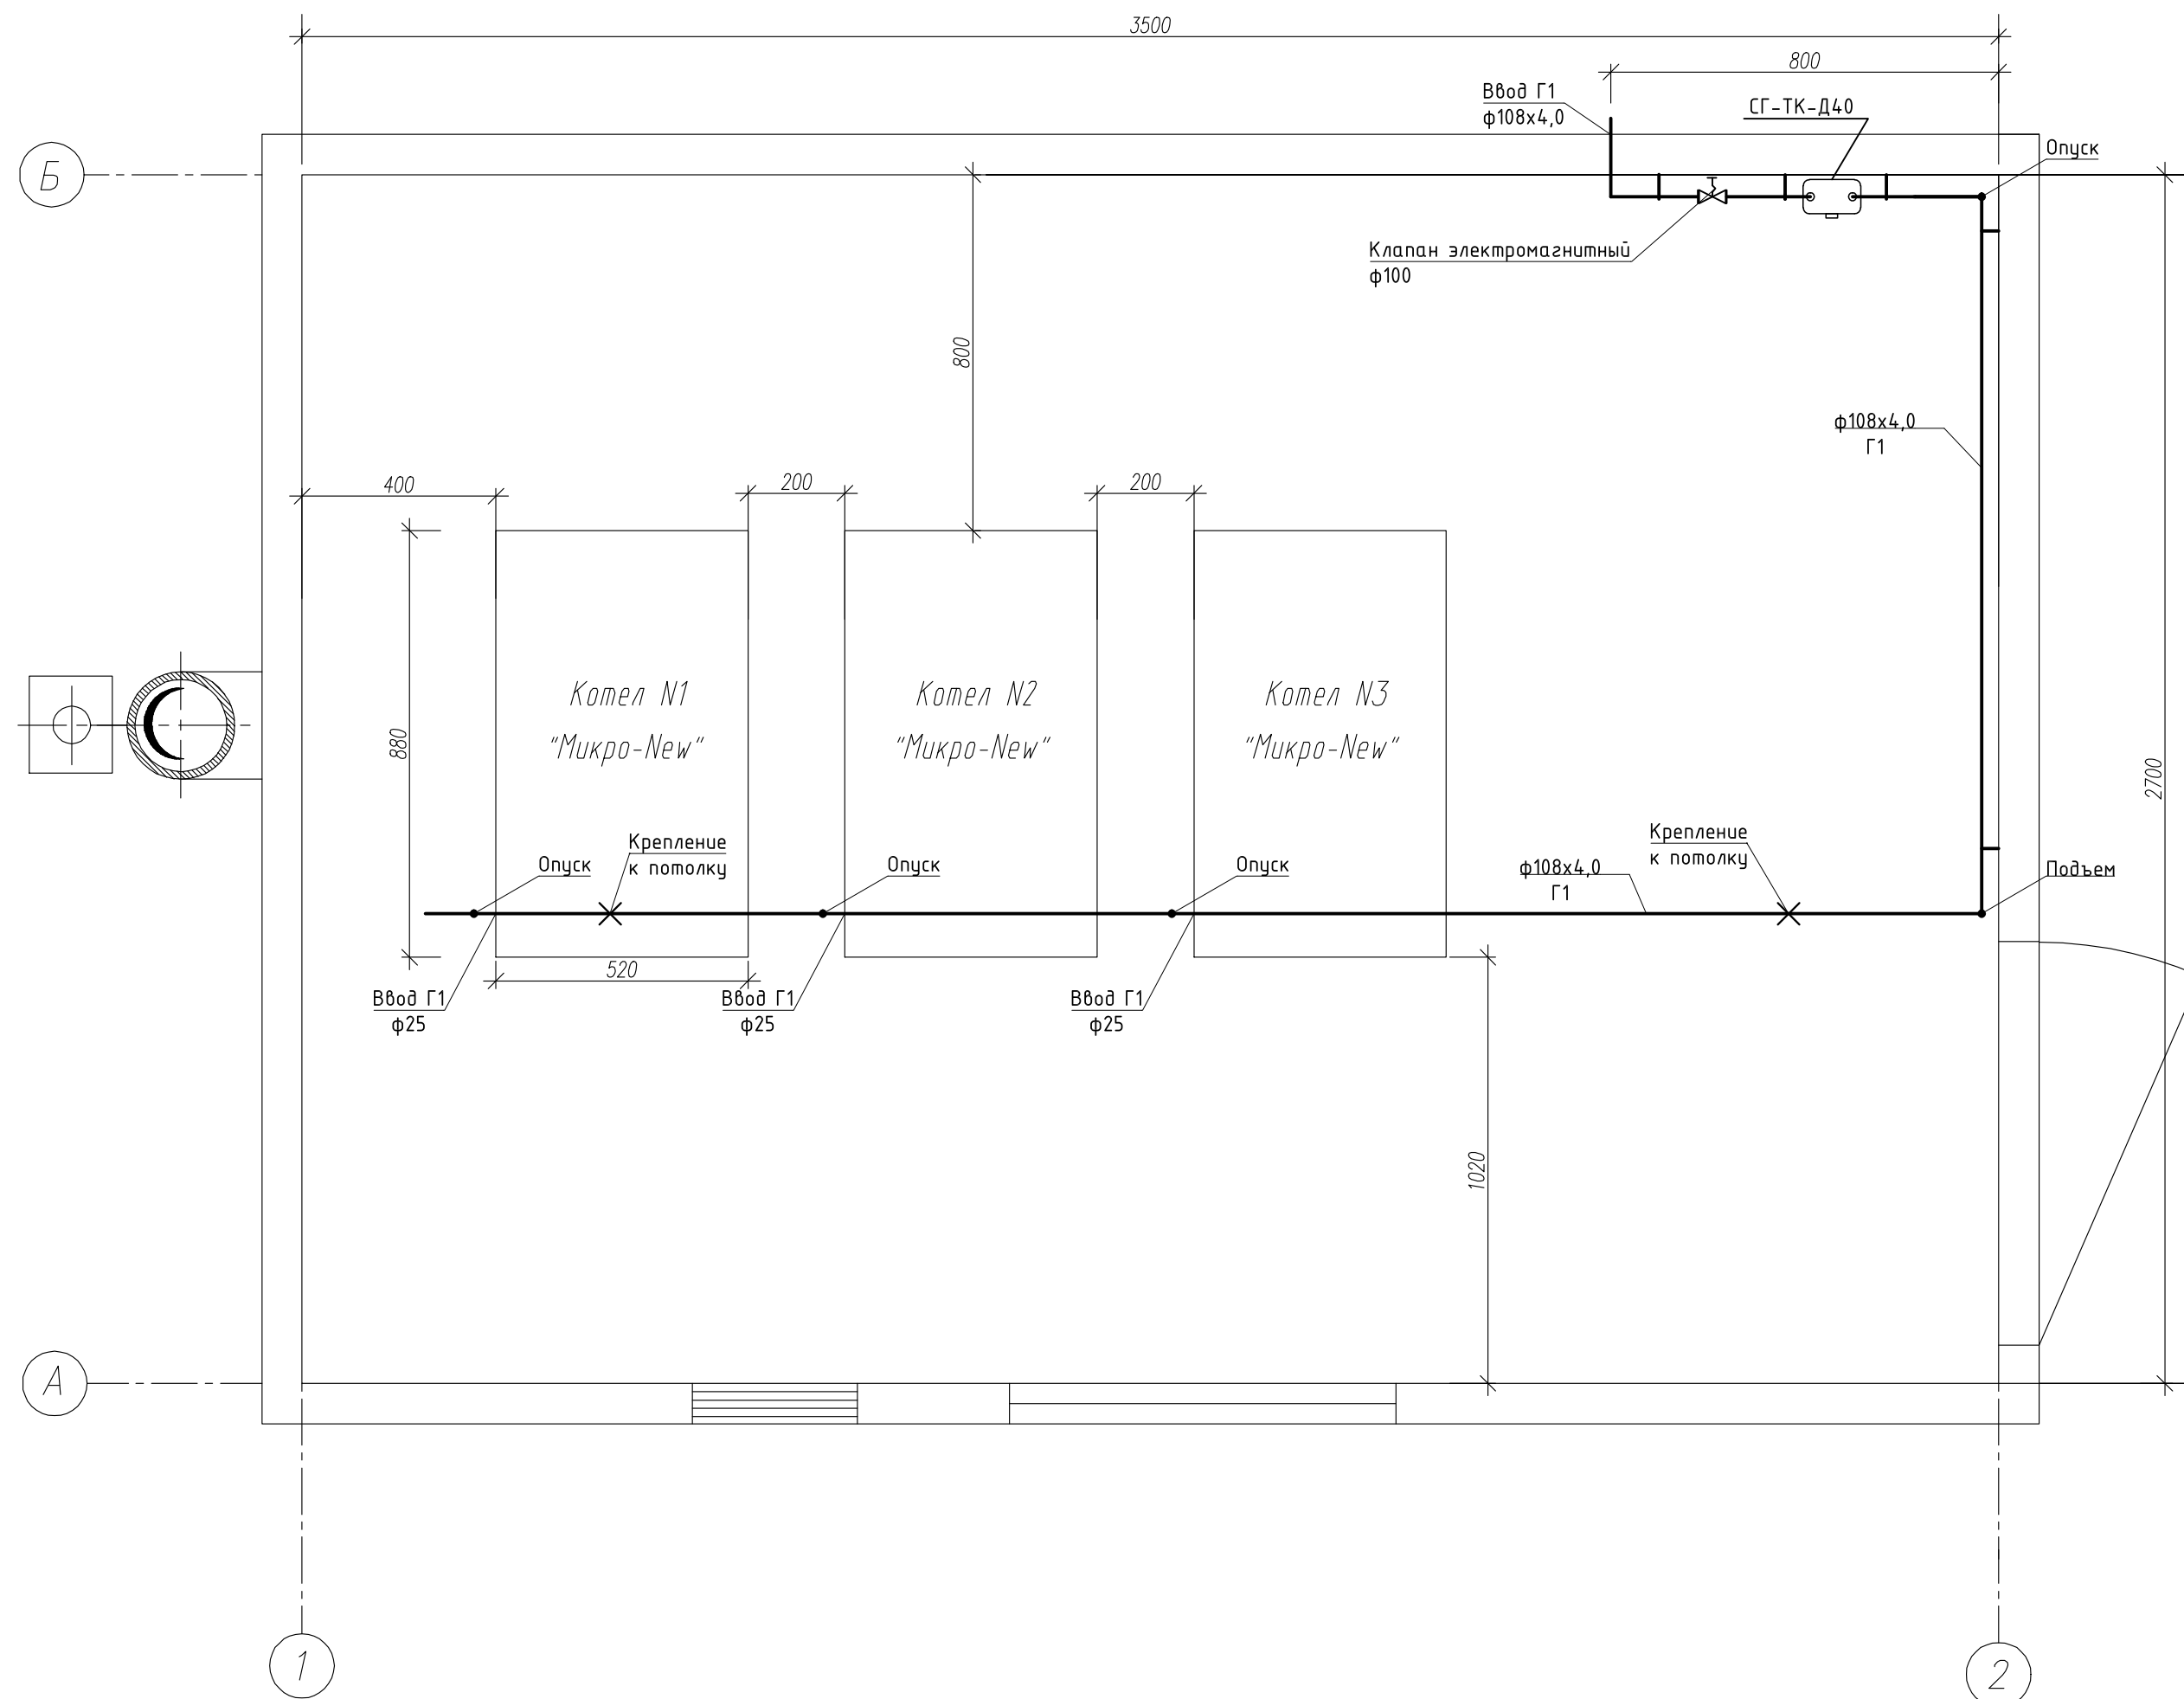 3500
800
Ввод Г1
ф108х4,0
СГ-ТК-Д40
Опуск
Б
Клапан электромагнитный
ф100
800
ф108х4,0
Г1
400
200
200
Котел N1
"Микро-New"
Котел N2
"Микро-New"
Котел N3
"Микро-New"
880
2700
Крепление
к потолку
Опуск
Опуск
Опуск
ф108х4,0
Г1
Крепление
к потолку
Подъем
520
Ввод Г1
ф25
Ввод Г1
ф25
Ввод Г1
ф25
1020
А
1
2